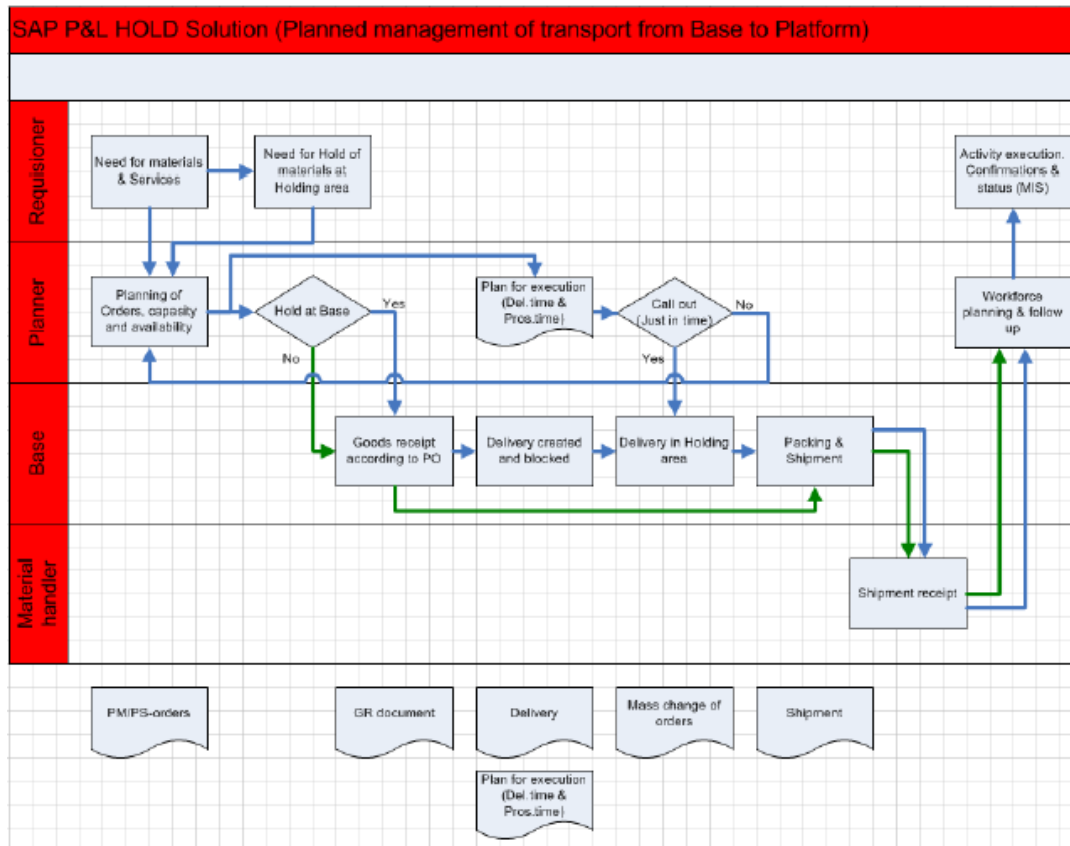 SAP P&L HOLD Solution (Planned management of transport from Base to Platform)
Requisioner
Need for materials
& Services
Need for Hold of
materials at
Holding area
Activity execution.
Confirmations &
status (MIS)
Planner
Planning of
Orders, capacity
and availability
Hold at Base
Yes
No
Plan for execution
(Del.time &
Pros.time)
Call out
(Just in time)
No
Yes
Workforce
planning & follow
up
Base
Goods receipt
according to PO
Delivery created
and blocked
Delivery in Holding
area
Packing &
Shipment
Material
handler
Shipment receipt
PM/PS-orders
GR document
Delivery
Mass change of
orders
Shipment
Plan for execution
(Del.time &
Pros.time)